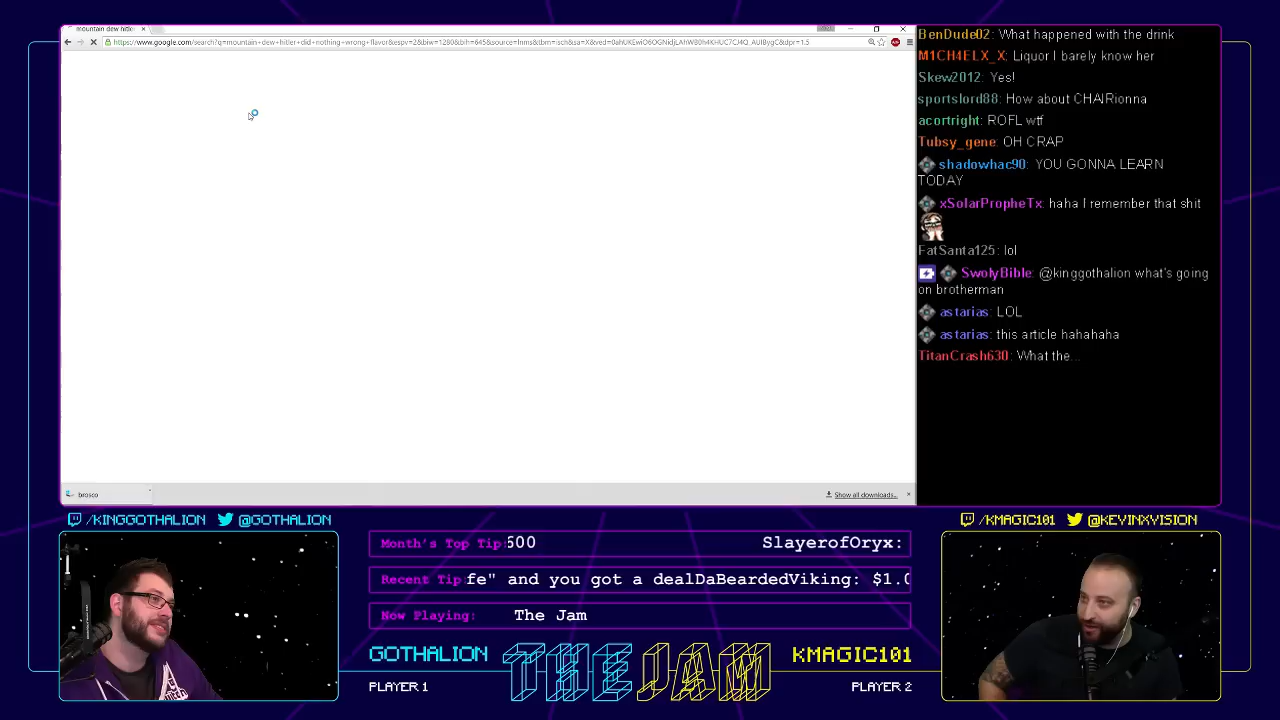 mountain dew hitler
BenDude02: What happened with the drink
M1CH4ELX_X: Liquor I barely know her
Skew2012: Yes!
sportslord88: How about CHAIRionna
acortright: ROFL wtf
Tubsy_gene: OH CRAP
shadowhac90: YOU GONNA LEARN
TODAY
xSolarPropheTx: haha I remember that shit
FatSanta125: lol
SwolyBible: @kinggothalion what's going
on brotherman
astarias: LOL
astarias: this article hahahaha
TitanCrash630: What the...
brosco
Show all downloads...
/KINGGOTHALION @GOTHALION
/KMAGIC101 @KEVINXVISION
Month's Top Tip: 500 SlayerofOryx:
Recent Tip: fe" and you got a dealDaBeardedViking: $1.0
Now Playing: The Jam
GOTHALION THE JAM KMAGIC101
PLAYER 1 PLAYER 2